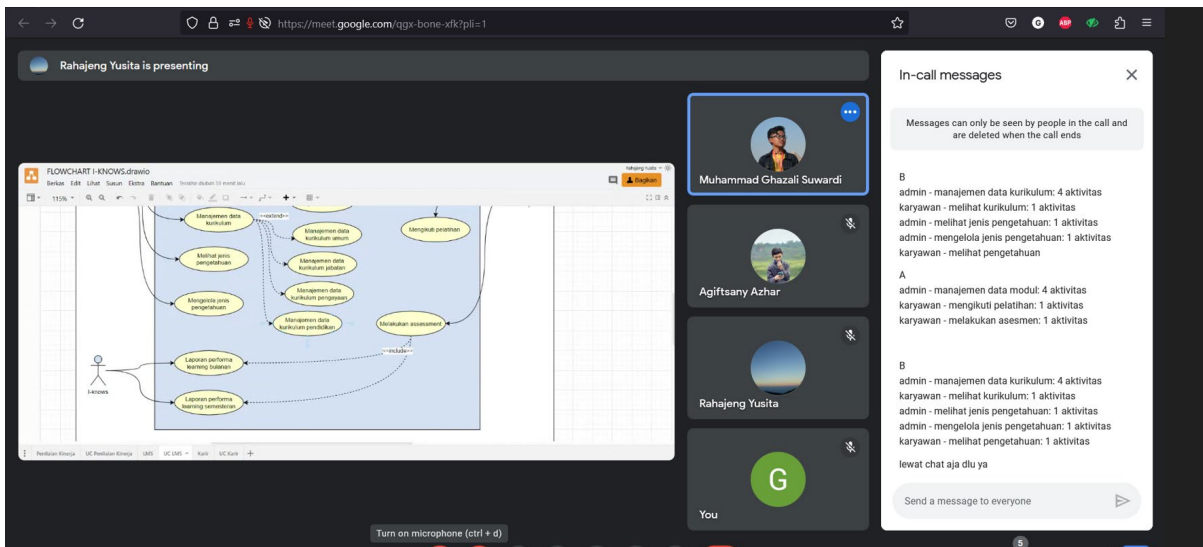 https://meet.google.com/qgx-bone-xfk?pli=1
Rahajeng Yusita is presenting
FLOWCHART I-KNOWS.drawio
Berkas Edit Lihat Susun Ekstra Bantuan
Rahajeng Yusita
Bagikan
115%
Manajemen data
kurikulum
<<extend>>
Manajemen data
kurikulum umum
Mengikuti pelatihan
Melihat jenis
pengetahuan
Manajemen data
kurikulum jabatan
Mengelola jenis
pengetahuan
Manajemen data
kurikulum pengayaan
Manajemen data
kurikulum pendidikan
Melakukan assessment
<<include>>
Laporan performa
learning bulanan
I-knows
Laporan performa
learning semesteran
Penilaian Kinerja UC Penilaian Kinerja LMS UC LMS Karir UC Karir
Muhammad Ghazali Suwardi
Agiftsany Azhar
Rahajeng Yusita
G
You
Turn on microphone (ctrl + d)
In-call messages
Messages can only be seen by people in the call and
are deleted when the call ends
B
admin - manajemen data kurikulum: 4 aktivitas
karyawan - melihat kurikulum: 1 aktivitas
admin - melihat jenis pengetahuan: 1 aktivitas
admin - mengelola jenis pengetahuan: 1 aktivitas
karyawan - melihat pengetahuan
A
admin - manajemen data modul: 4 aktivitas
karyawan - mengikuti pelatihan: 1 aktivitas
karyawan - melakukan asesmen: 1 aktivitas
B
admin - manajemen data kurikulum: 4 aktivitas
karyawan - melihat kurikulum: 1 aktivitas
admin - melihat jenis pengetahuan: 1 aktivitas
admin - mengelola jenis pengetahuan: 1 aktivitas
karyawan - melihat pengetahuan: 1 aktivitas
lewat chat aja dlu ya
Send a message to everyone
5